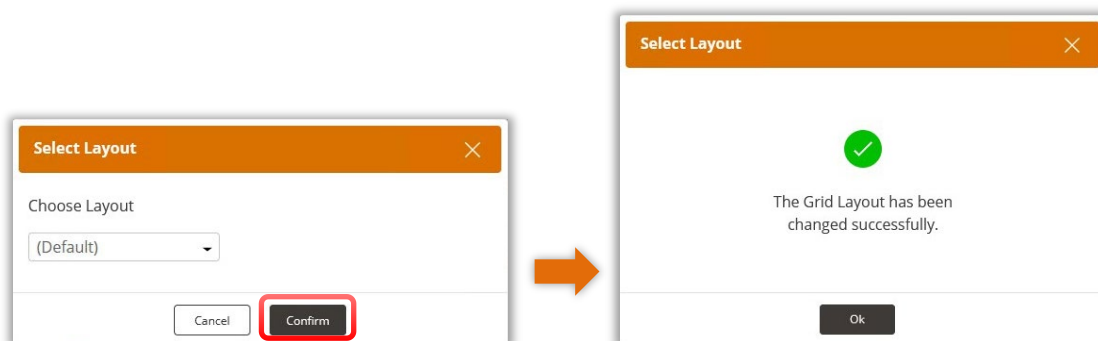 Select Layout
Choose Layout
(Default)
Cancel
Confirm
Select Layout
The Grid Layout has been
changed successfully.
Ok